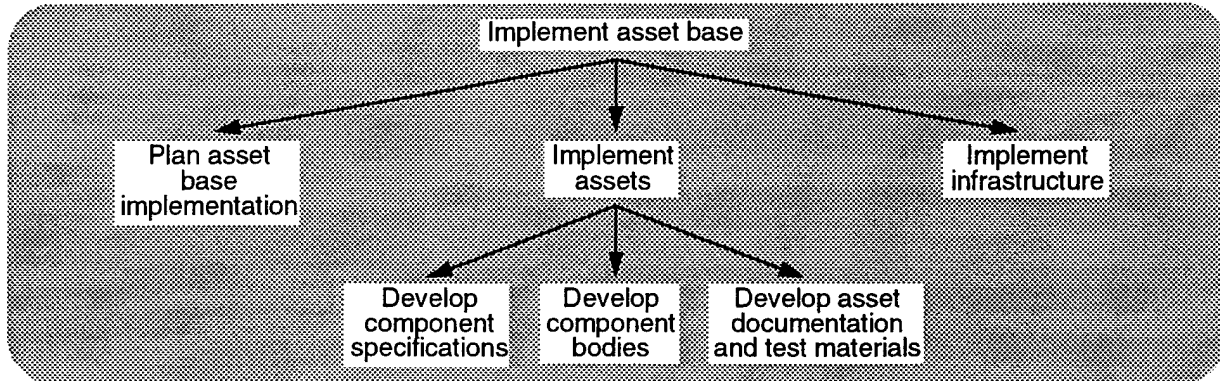 Implement asset base
Plan asset
base
implementation
Implement
assets
Implement
infrastructure
Develop
component
specifications
Develop
component
bodies
Develop asset
documentation
and test materials